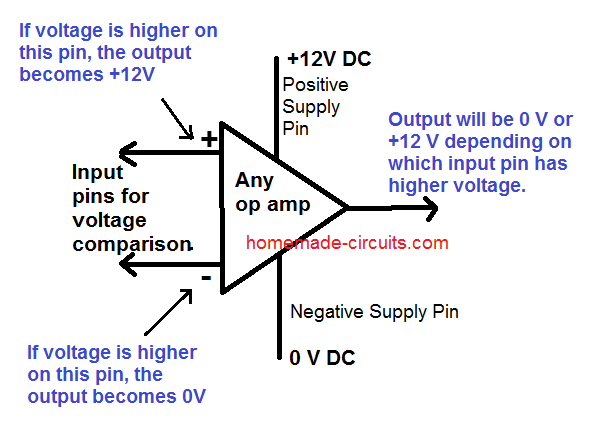 If voltage is higher on
this pin, the output
becomes +12V
+12V DC
Positive
Supply
Pin
Output will be 0 V or
+12 V depending on
which input pin has
higher voltage.
+
Input
pins for
voltage
comparison.
Any
op amp
homemade-circuits.com
-
Negative Supply Pin
0 V DC
If voltage is higher
on this pin, the
output becomes 0V